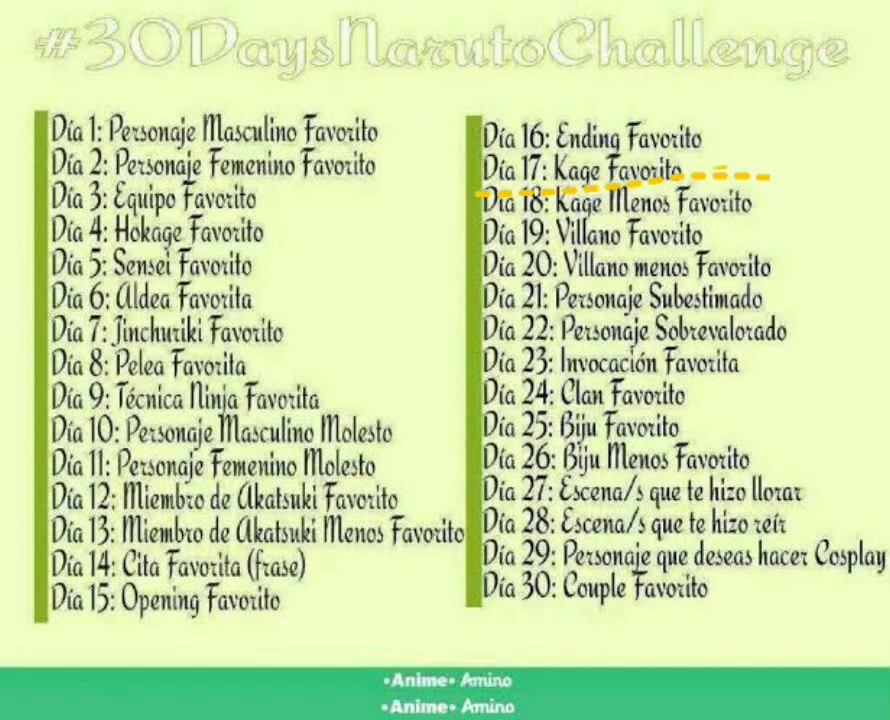 #30DaysNarutoChallenge
Día 1: Personaje Masculino Favorito
Día 2: Personaje Femenino Favorito
Día 3: Equipo Favorito
Día 4: Hokage Favorito
Día 5: Sensei Favorito
Día 6: Aldea Favorita
Día 7: Jinchuriki Favorito
Día 8: Pelea Favorita
Día 9: Técnica Ninja Favorita
Día 10: Personaje Masculino Molesto
Día 11: Personaje Femenino Molesto
Día 12: Miembro de Akatsuki Favorito
Día 13: Miembro de Akatsuki Menos Favorito
Día 14: Cita Favorita (frase)
Día 15: Opening Favorito
Día 16: Ending Favorito
Día 17: Kage Favorito
Día 18: Kage Menos Favorito
Día 19: Villano Favorito
Día 20: Villano menos Favorito
Día 21: Personaje Subestimado
Día 22: Personaje Sobrevalorado
Día 23: Invocación Favorita
Día 24: Clan Favorito
Día 25: Biju Favorito
Día 26: Biju Menos Favorito
Día 27: Escena/s que te hizo llorar
Día 28: Escena/s que te hizo reír
Día 29: Personaje que deseas hacer Cosplay
Día 30: Couple Favorito
•Anime• Amino
•Anime• Amino